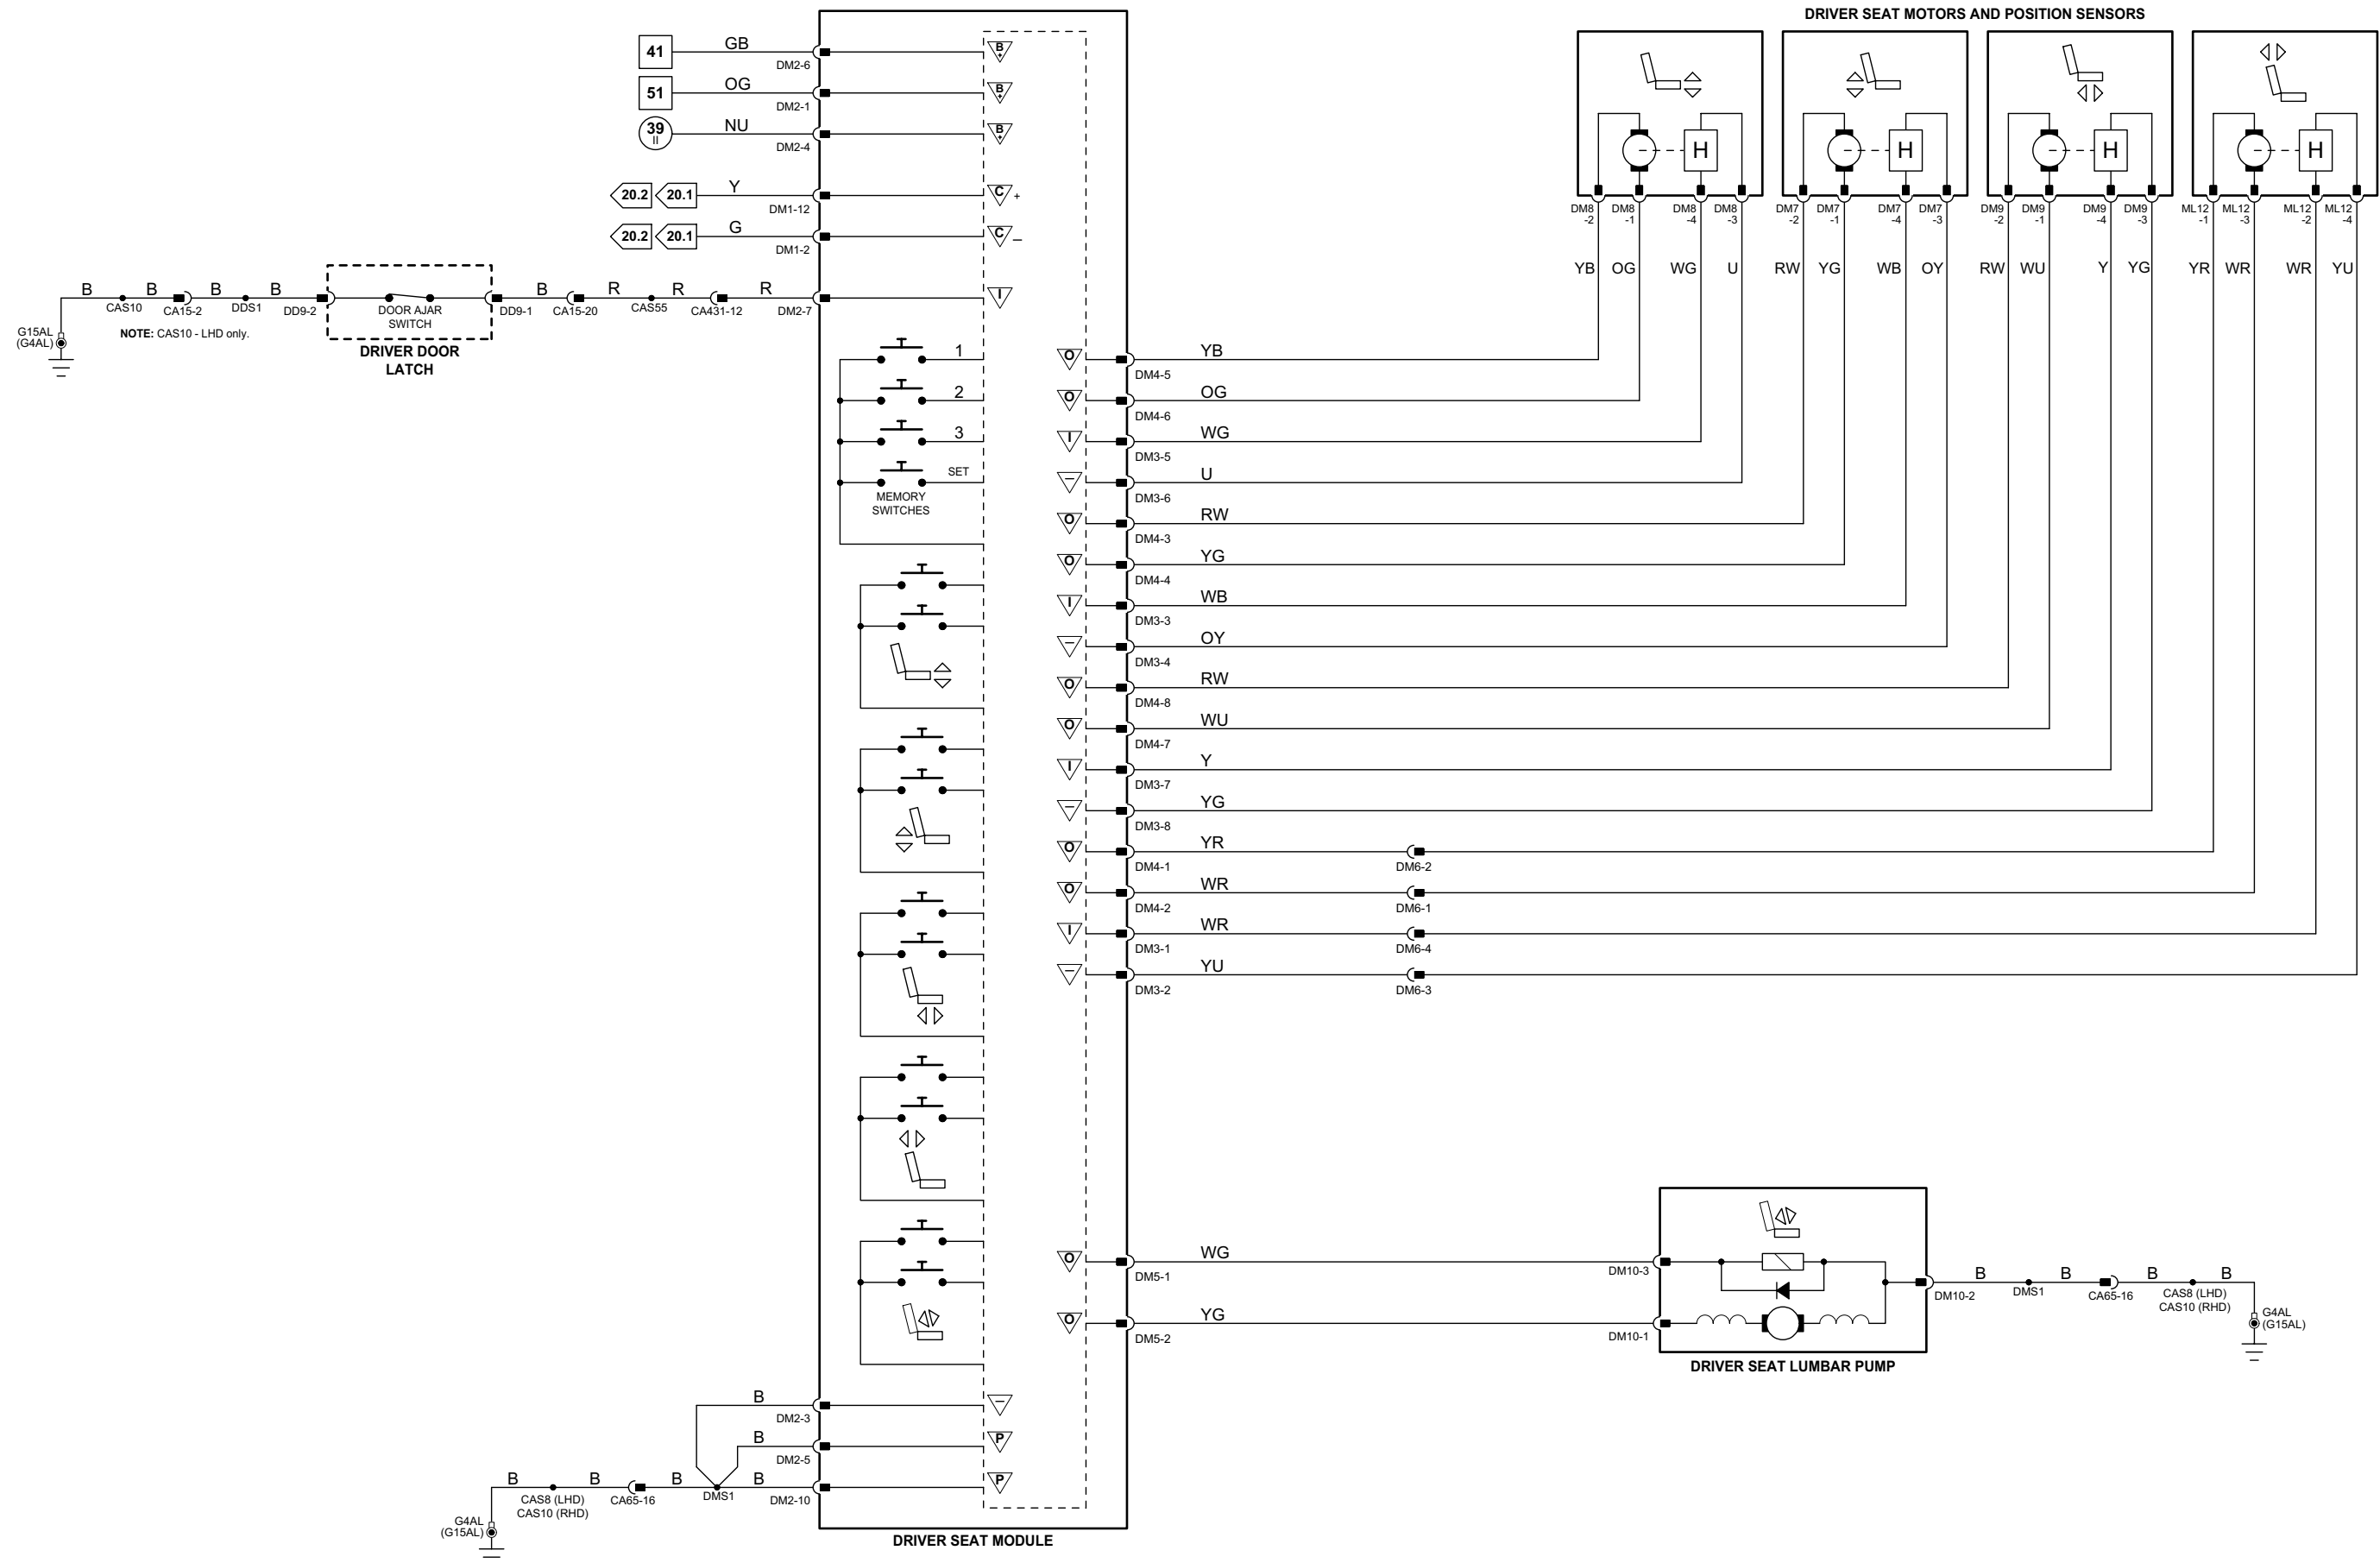 DRIVER SEAT MOTORS AND POSITION SENSORS
41 GB DM2-6 B+
51 OG DM2-1 B+
39 II NU DM2-4 B+
20.2 20.1 Y DM1-12 C +
20.2 20.1 G DM1-2 C –
H H H H
DM8 -2 DM8 -1 DM8 -4 DM8 -3 DM7 -2 DM7 -1 DM7 -4 DM7 -3 DM9 -2 DM9 -1 DM9 -4 DM9 -3 ML12 -1 ML12 -3 ML12 -2 ML12 -4
YB OG WG U RW YG WB OY RW WU Y YG YR WR WR YU
B B B B B R R R I
CAS10 CA15-2 DDS1 DD9-2 DD9-1 CA15-20 CAS55 CA431-12 DM2-7
DOOR AJAR
SWITCH
G15AL
(G4AL)
NOTE: CAS10 - LHD only.
DRIVER DOOR
LATCH
1 O YB
DM4-5
2 O OG
DM4-6
3 I WG
DM3-5
SET – U
DM3-6
MEMORY
SWITCHES
O RW
DM4-3
O YG
DM4-4
I WB
DM3-3
– OY
DM3-4
O RW
DM4-8
O WU
DM4-7
I Y
DM3-7
– YG
DM3-8
O YR
DM4-1 DM6-2
O WR
DM4-2 DM6-1
I WR
DM3-1 DM6-4
– YU
DM3-2 DM6-3
O WG
DM5-1 DM10-3
O YG
DM5-2 DM10-1
B B B B
DM10-2 DMS1 CA65-16 CAS8 (LHD)
CAS10 (RHD)
G4AL
(G15AL)
DRIVER SEAT LUMBAR PUMP
B –
DM2-3
B P
DM2-5
B B B B P
CAS8 (LHD) CA65-16 DMS1 DM2-10
CAS10 (RHD)
G4AL
(G15AL)
DRIVER SEAT MODULE